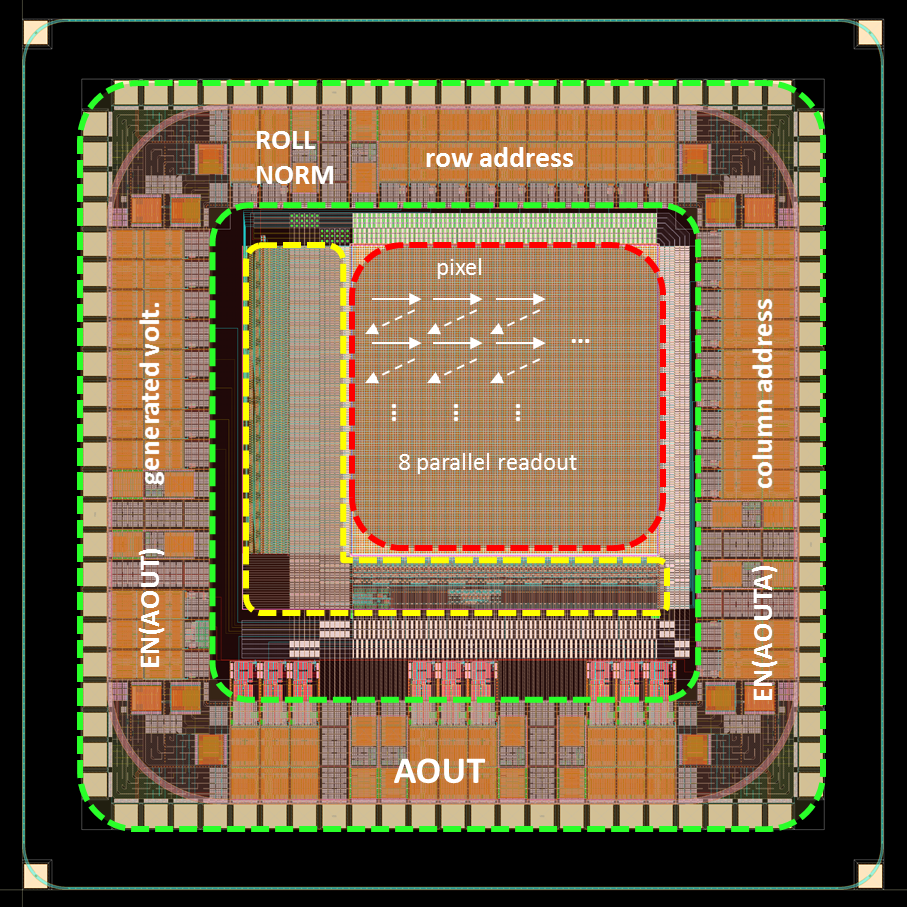 ROLL
NORM
row address
pixel
...
8 parallel readout
generated volt.
EN(AOUT)
column address
EN(AOUTA)
AOUT